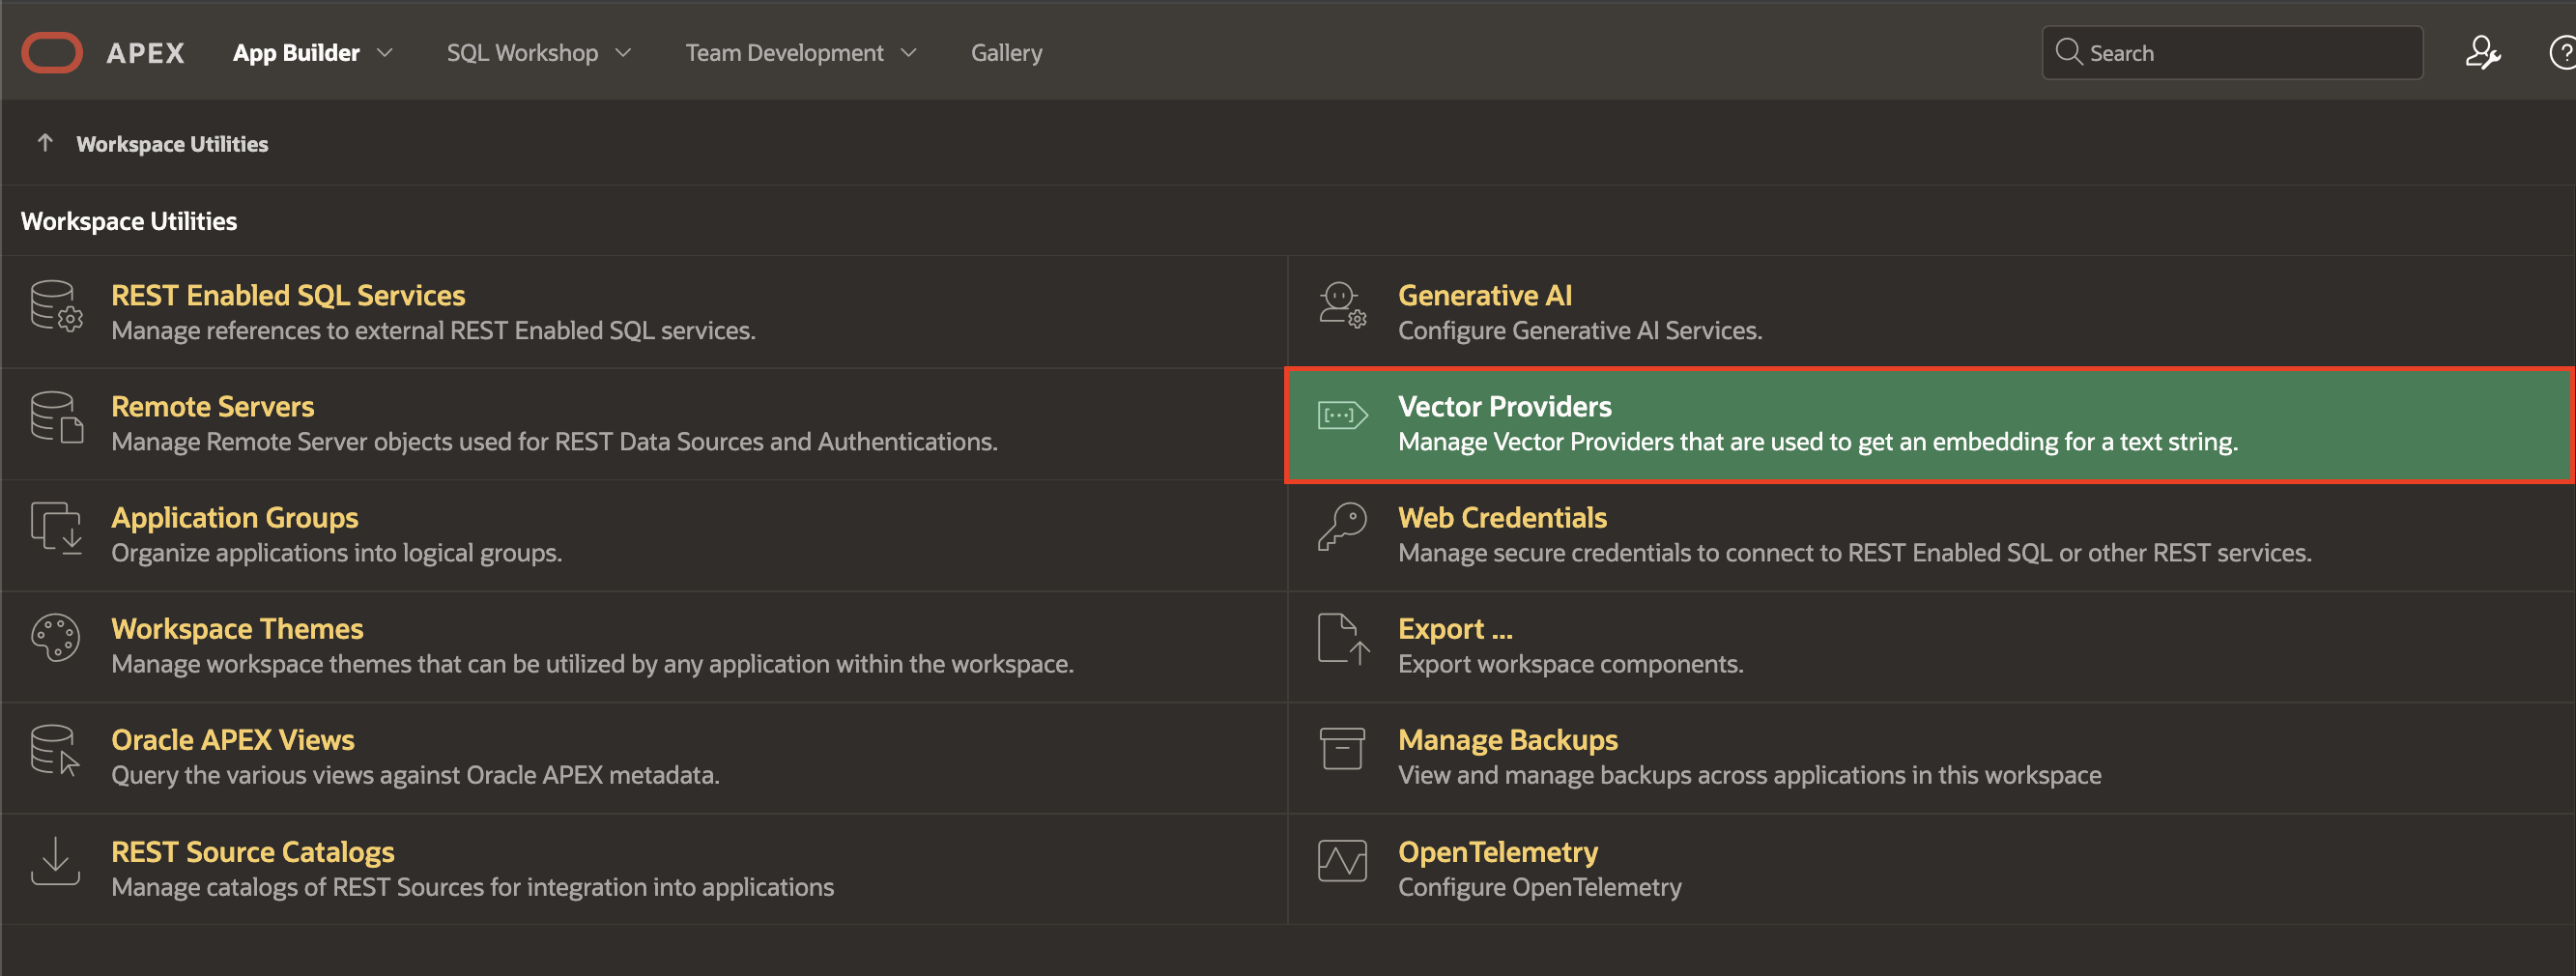 APEX App Builder SQL Workshop Team Development Gallery Search ?
Workspace Utilities
Workspace Utilities
REST Enabled SQL Services
Manage references to external REST Enabled SQL services.
Generative AI
Configure Generative AI Services.
Remote Servers
Manage Remote Server objects used for REST Data Sources and Authentications.
Vector Providers
Manage Vector Providers that are used to get an embedding for a text string.
Application Groups
Organize applications into logical groups.
Web Credentials
Manage secure credentials to connect to REST Enabled SQL or other REST services.
Workspace Themes
Manage workspace themes that can be utilized by any application within the workspace.
Export ...
Export workspace components.
Oracle APEX Views
Query the various views against Oracle APEX metadata.
Manage Backups
View and manage backups across applications in this workspace
REST Source Catalogs
Manage catalogs of REST Sources for integration into applications
OpenTelemetry
Configure OpenTelemetry